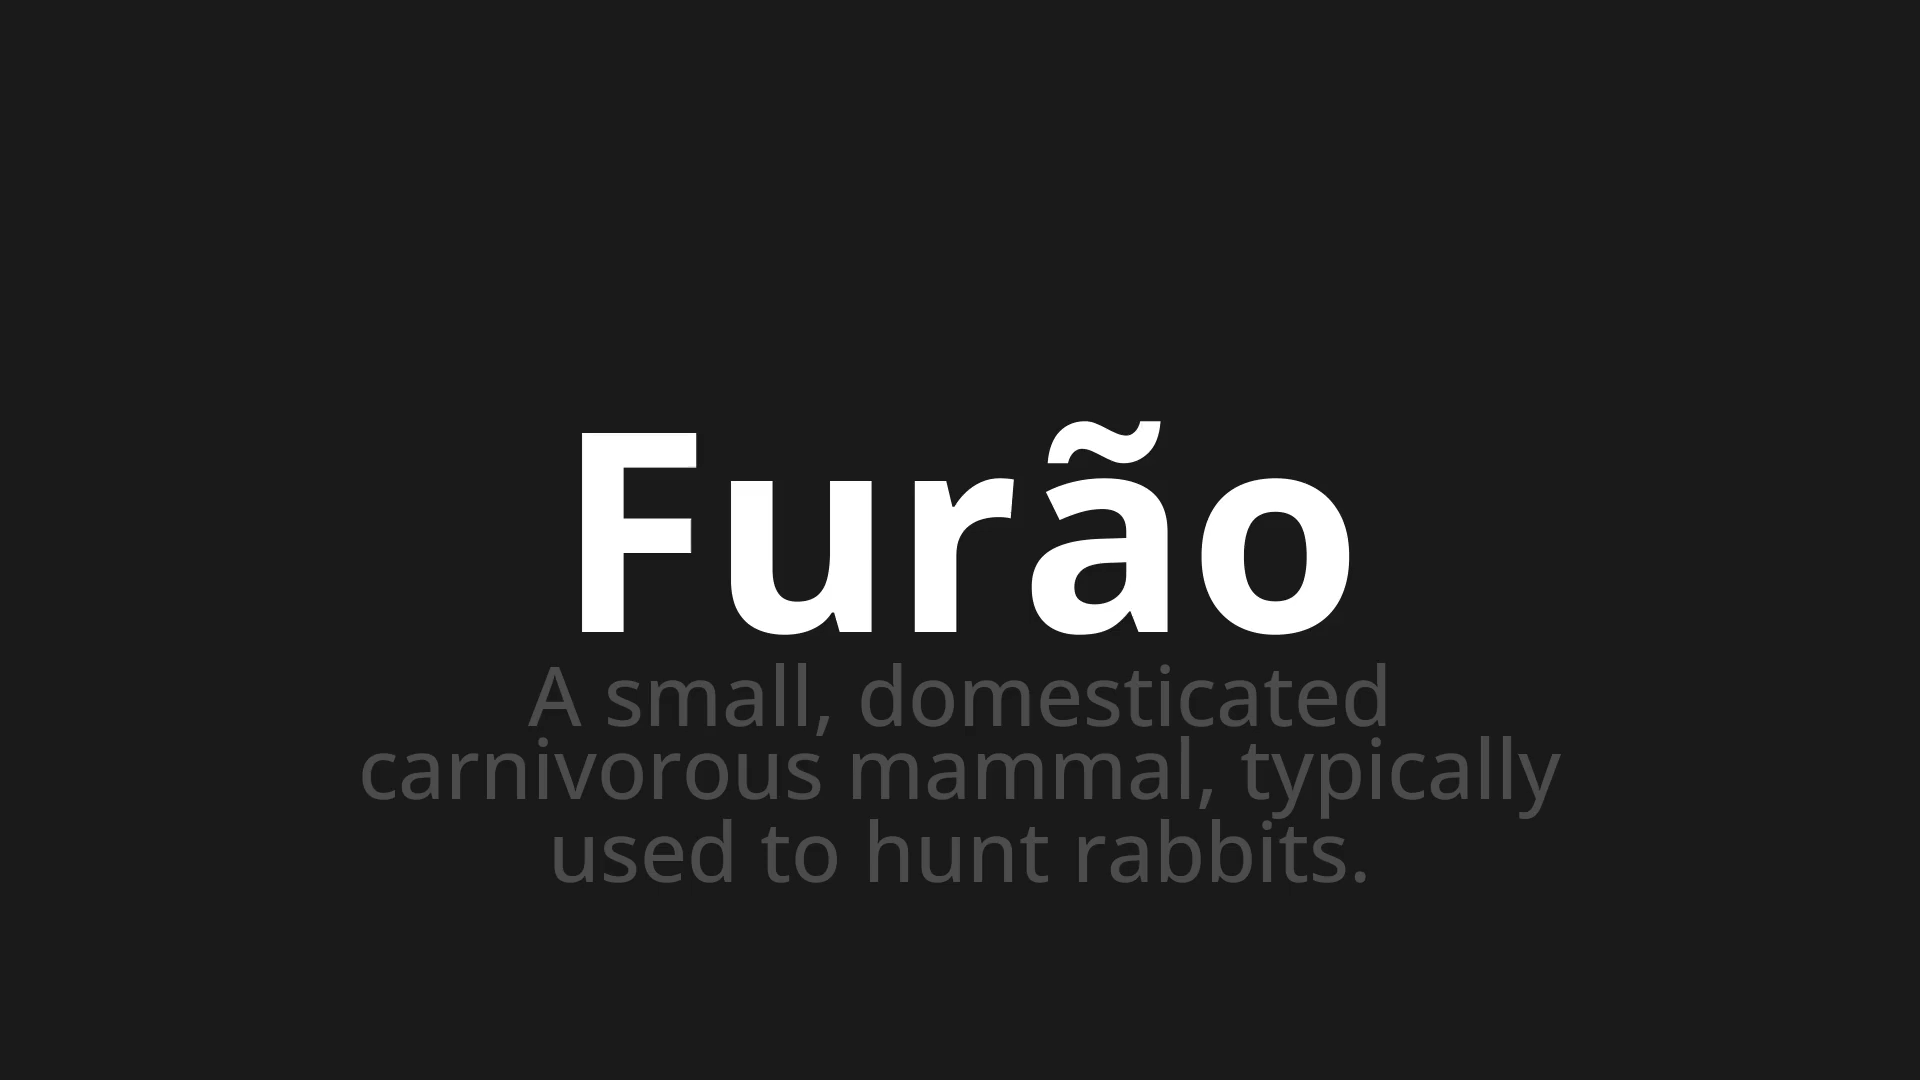 Furão
A small, domesticated
carnivorous mammal, typically
used to hunt rabbits.